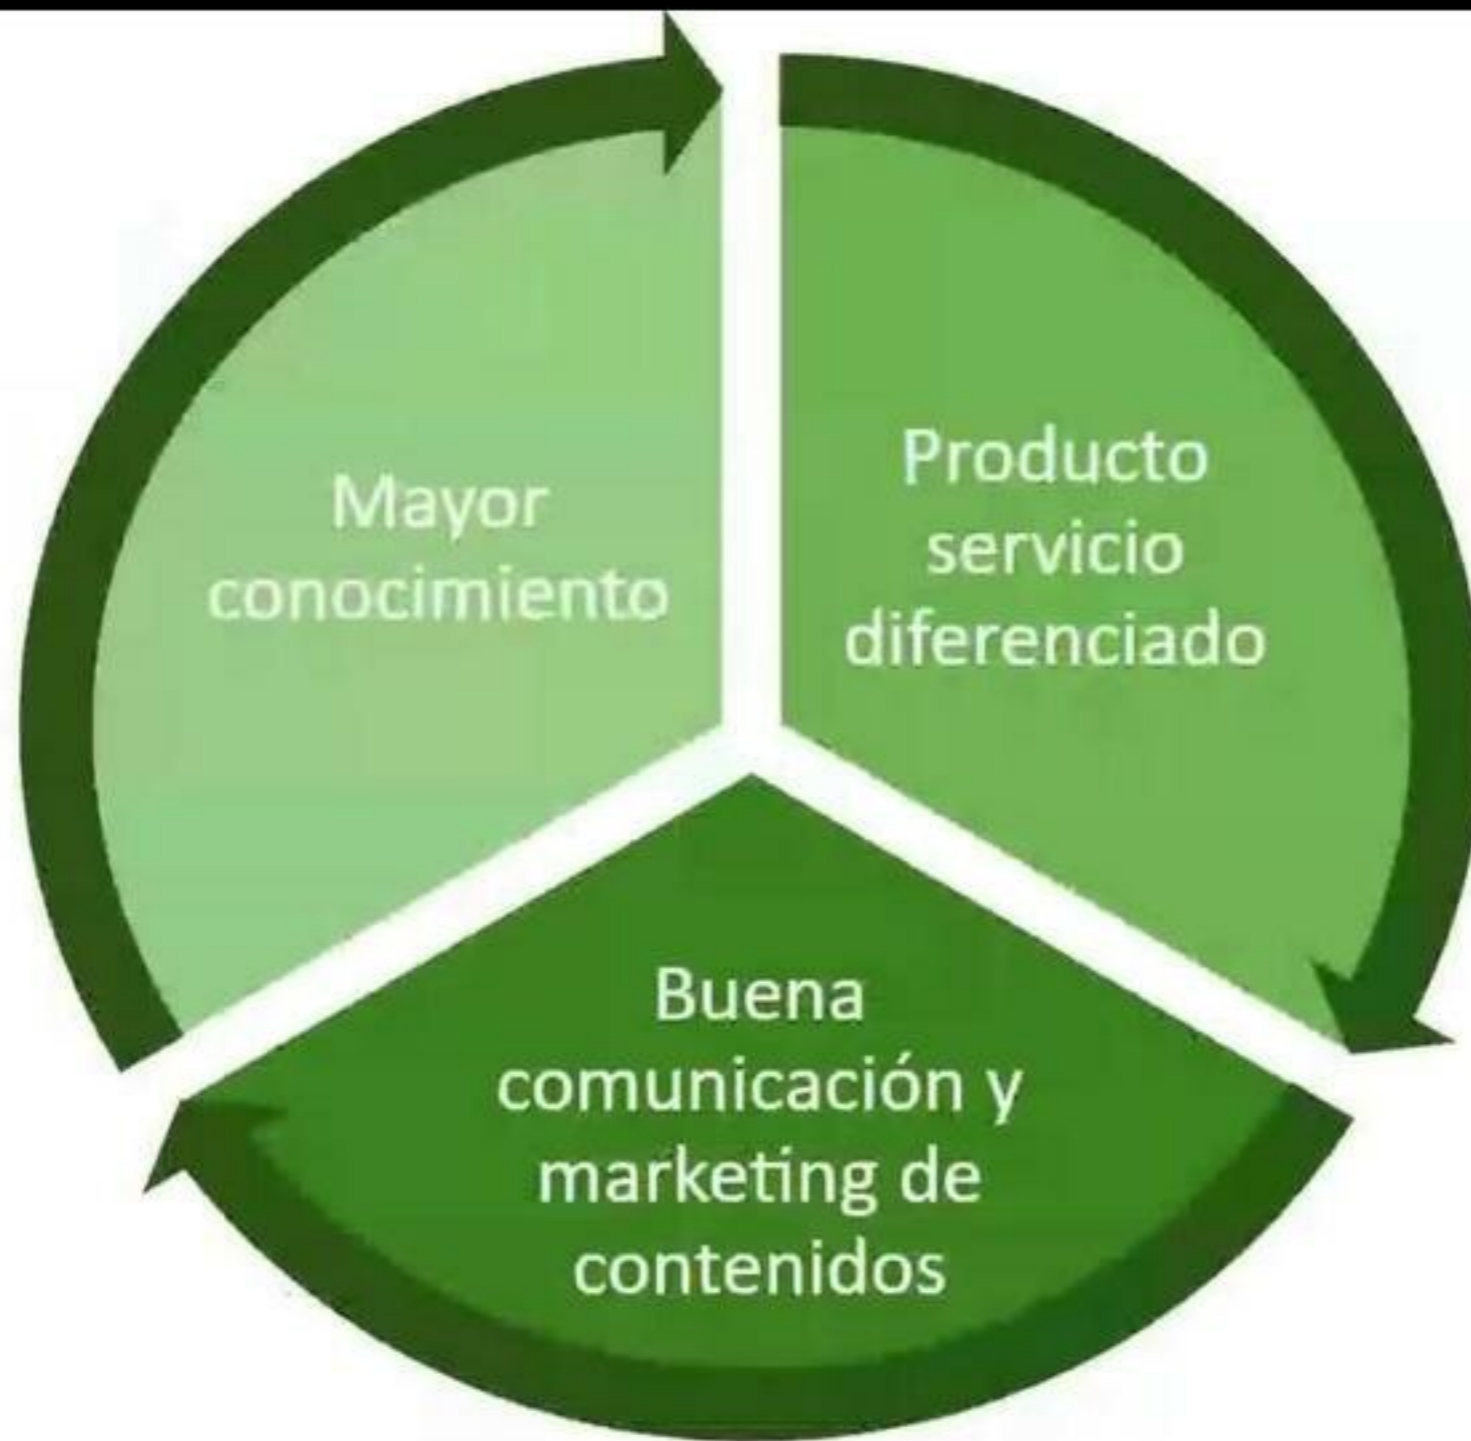 Mayor
conocimiento
Producto
servicio
diferenciado
Buena
comunicación y
marketing de
contenidos